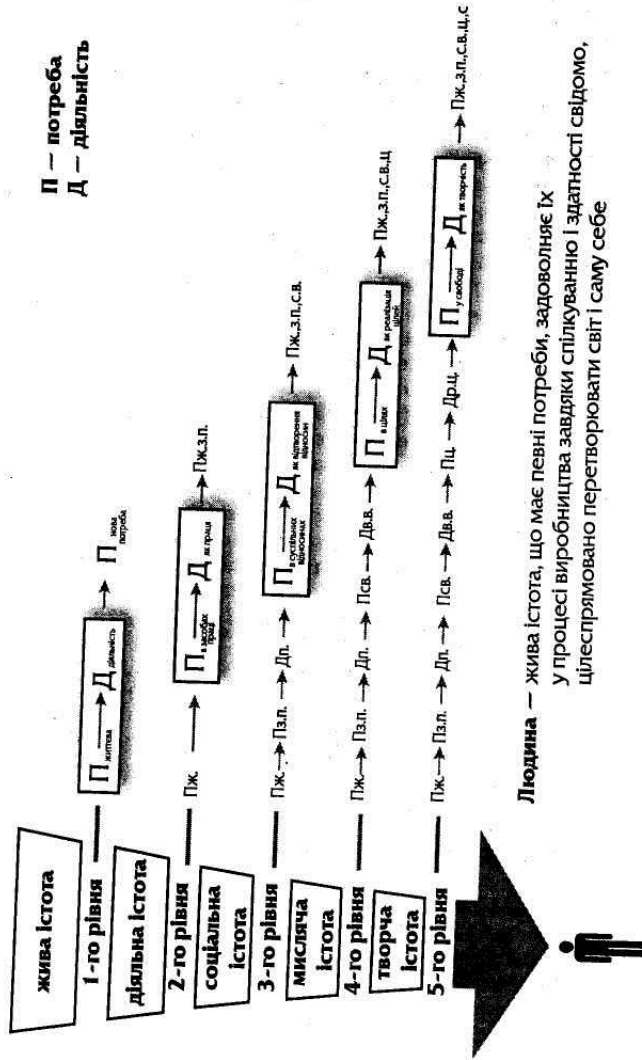 П — потреба
Д — діяльність
жива істота
1-го рівня
П життєва → Д діяльність → П нова потреба
діяльна істота
2-го рівня
Пж. → П в засобах праці → Д як праця → Пж.,з.п.
соціальна істота
3-го рівня
Пж. → Пз.п. → Дп. → П в суспільних відносинах → Д як відтворення відносин → Пж.,з.п.,с.в.
мисляча істота
4-го рівня
Пж. → Пз.п. → Дп. → Псв. → Дв.в. → П в цілях → Д як реалізація цілей → Пж.,з.п.,с.в.,ц
творча істота
5-го рівня
Пж. → Пз.п. → Дп. → Псв. → Дв.в. → Пц. → Др.ц. → П у свободі → Д як творчість → Пж.,з.п.,с.в.,ц.,с
Людина — жива істота, що має певні потреби, задовольняє їх
у процесі виробництва завдяки спілкуванню і здатності свідомо,
цілеспрямовано перетворювати світ і саму себе